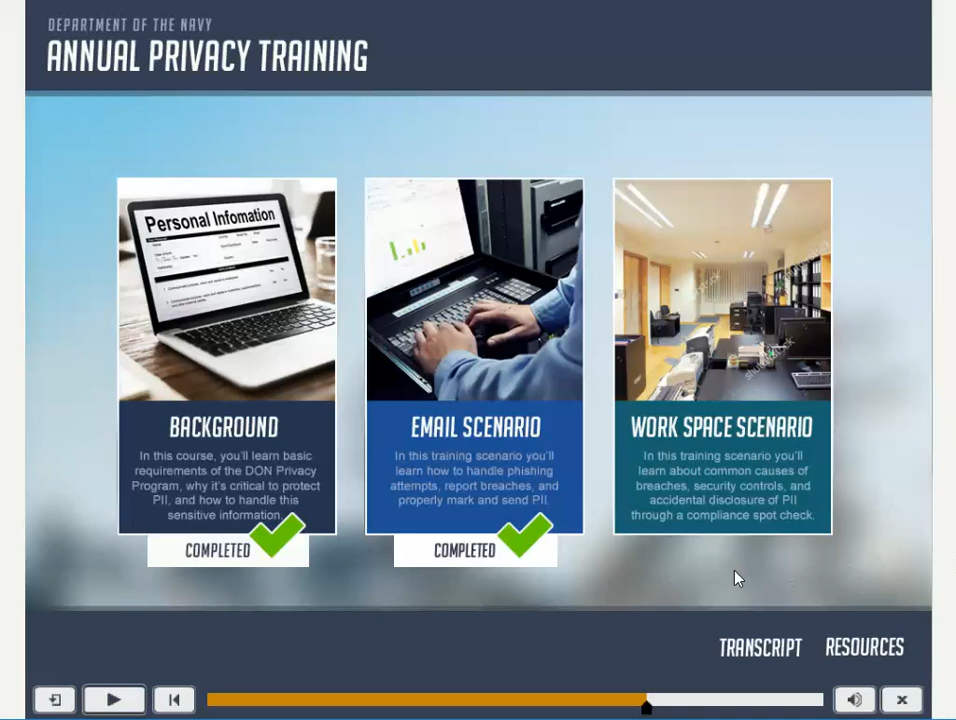 DEPARTMENT OF THE NAVY
ANNUAL PRIVACY TRAINING
Personal Infomation
BACKGROUND
In this course, you'll learn basic
requirements of the DON Privacy
Program, why it's critical to protect
PII, and how to handle this
sensitive information.
COMPLETED
EMAIL SCENARIO
In this training scenario you'll
learn how to handle phishing
attempts, report breaches, and
properly mark and send PII.
COMPLETED
WORK SPACE SCENARIO
In this training scenario you'll
learn about common causes of
breaches, security controls, and
accidental disclosure of PII
through a compliance spot check.
TRANSCRIPT
RESOURCES